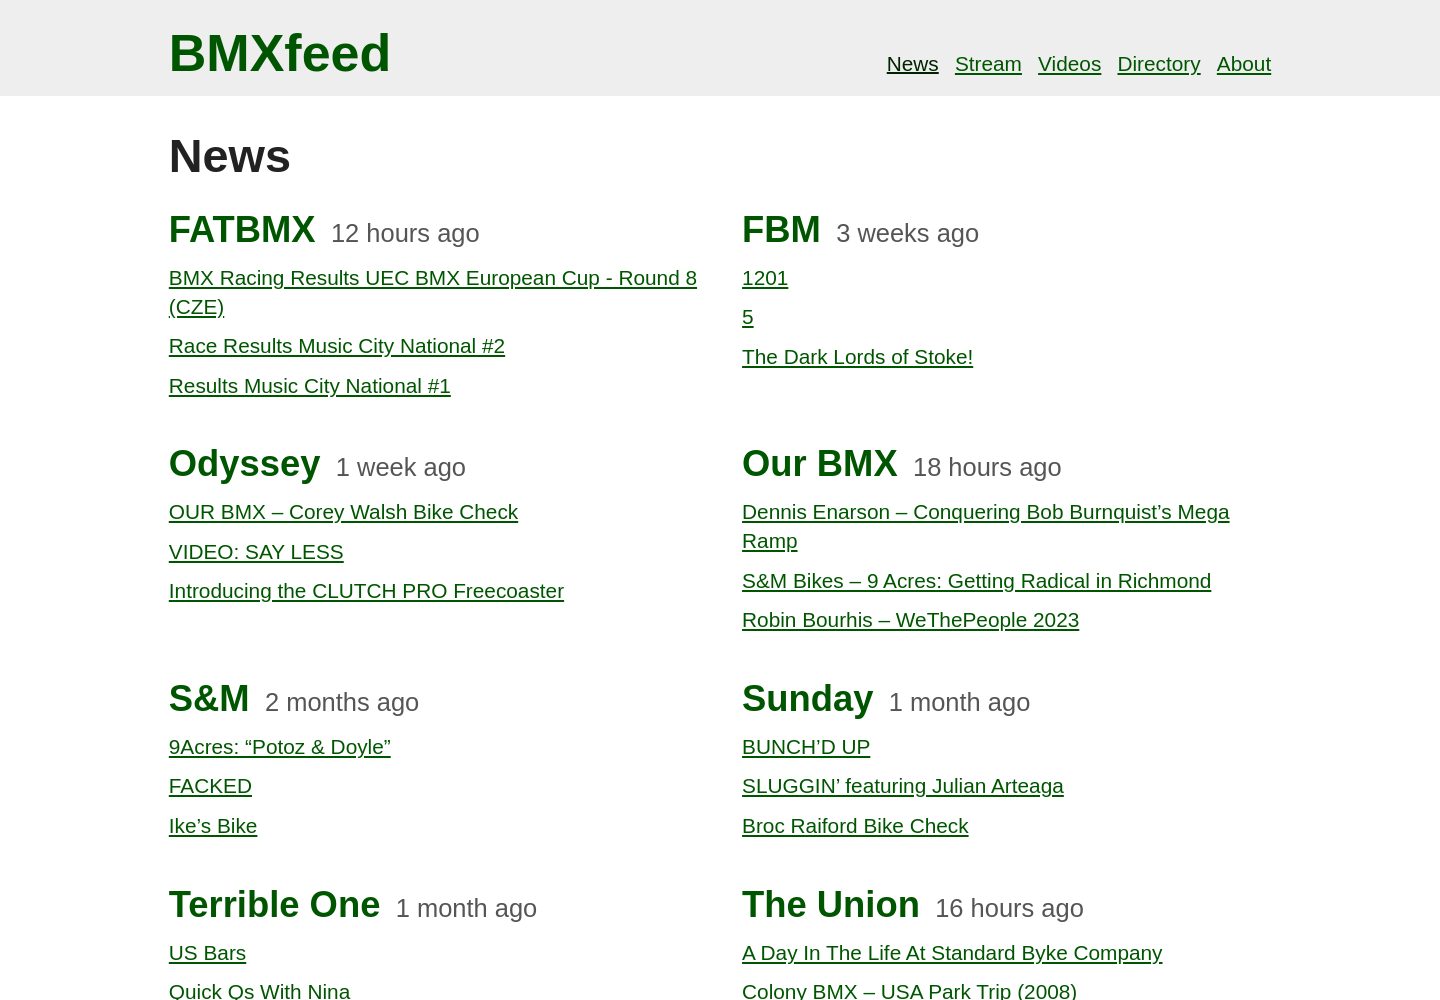 BMXfeed
News Stream Videos Directory About
News
FATBMX 12 hours ago
BMX Racing Results UEC BMX European Cup - Round 8
(CZE)
Race Results Music City National #2
Results Music City National #1
FBM 3 weeks ago
1201
5
The Dark Lords of Stoke!
Odyssey 1 week ago
OUR BMX – Corey Walsh Bike Check
VIDEO: SAY LESS
Introducing the CLUTCH PRO Freecoaster
Our BMX 18 hours ago
Dennis Enarson – Conquering Bob Burnquist’s Mega
Ramp
S&M Bikes – 9 Acres: Getting Radical in Richmond
Robin Bourhis – WeThePeople 2023
S&M 2 months ago
9Acres: “Potoz & Doyle”
FACKED
Ike’s Bike
Sunday 1 month ago
BUNCH’D UP
SLUGGIN’ featuring Julian Arteaga
Broc Raiford Bike Check
Terrible One 1 month ago
US Bars
Quick Qs With Nina
The Union 16 hours ago
A Day In The Life At Standard Byke Company
Colony BMX – USA Park Trip (2008)